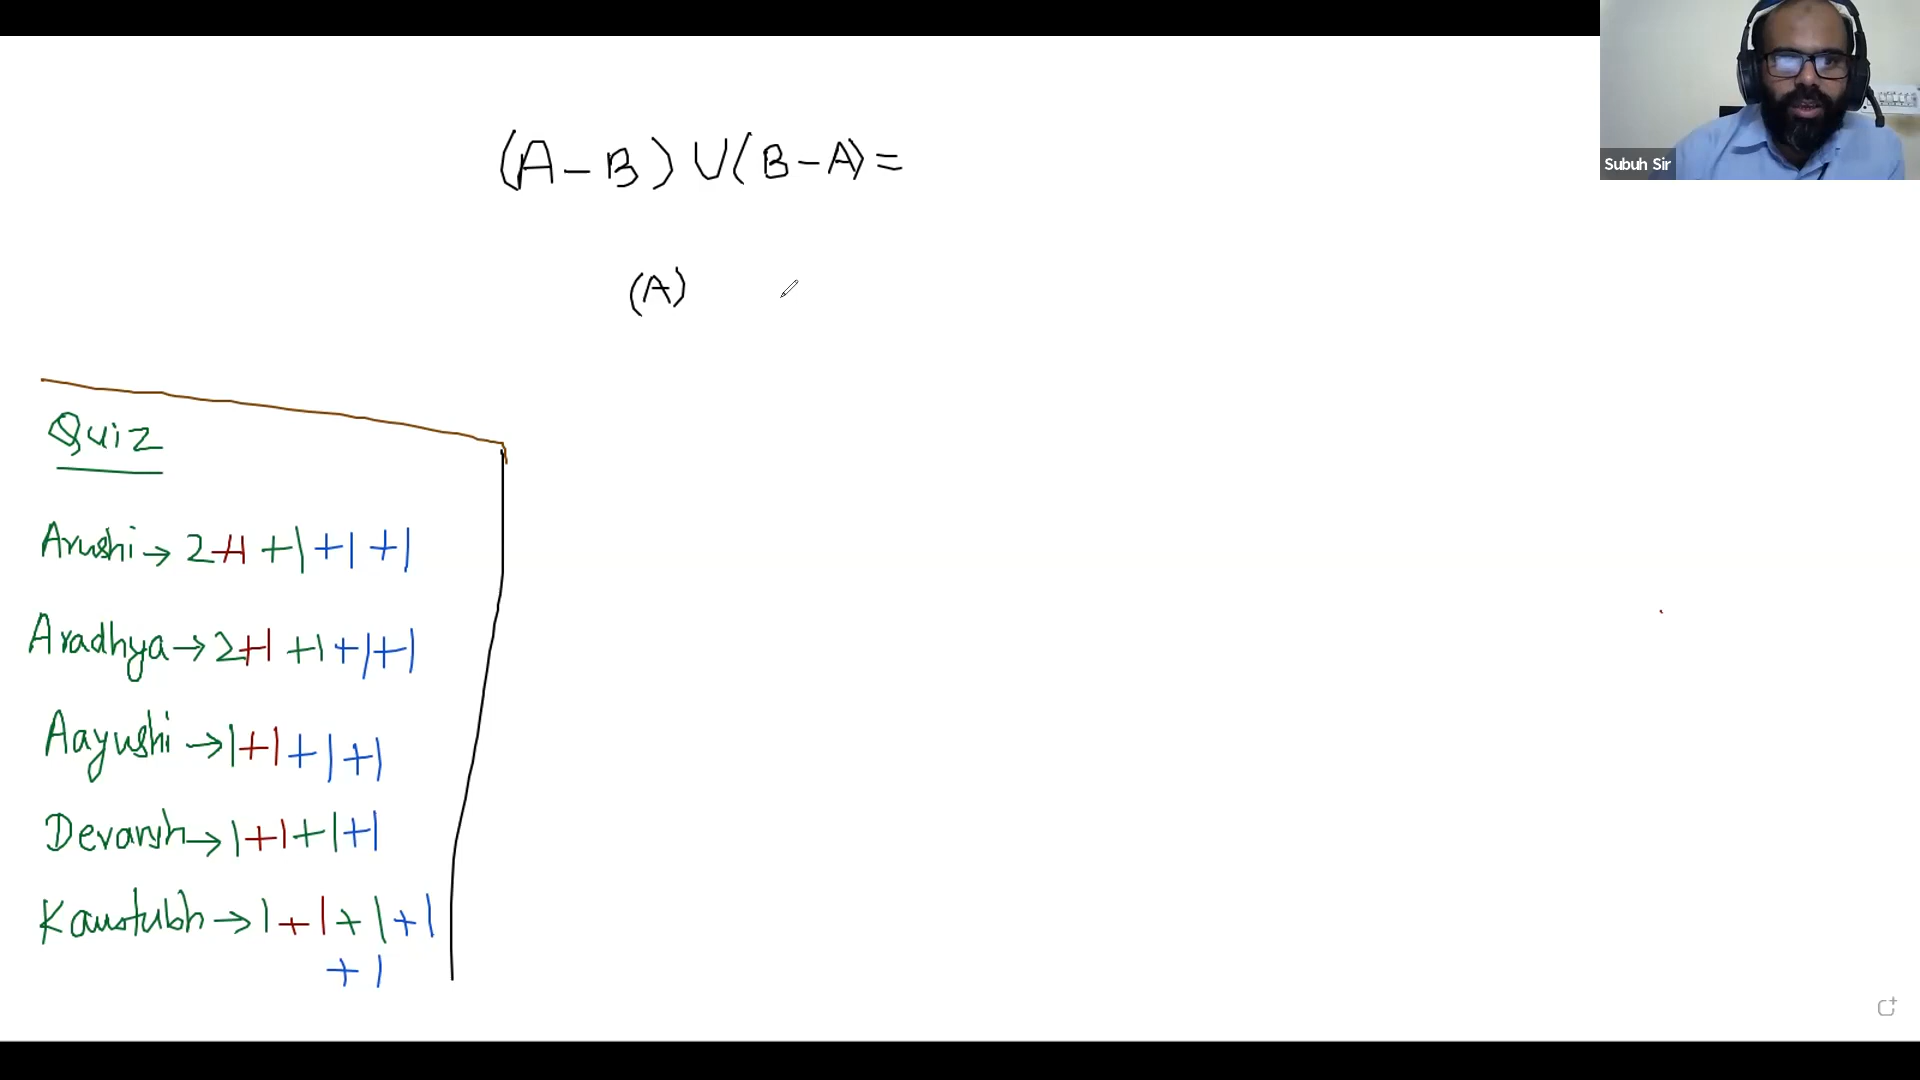 (A-B) ∪ (B-A) =
Subuh Sir
(A)
Quiz
Arushi → 2+1 +1 +1 +1
Aradhya → 2+1 +1 +1+1
Aayushi → 1+1 +1 +1
Devansh → 1+1+1+1
Kaustubh → 1+1+1+1
+1